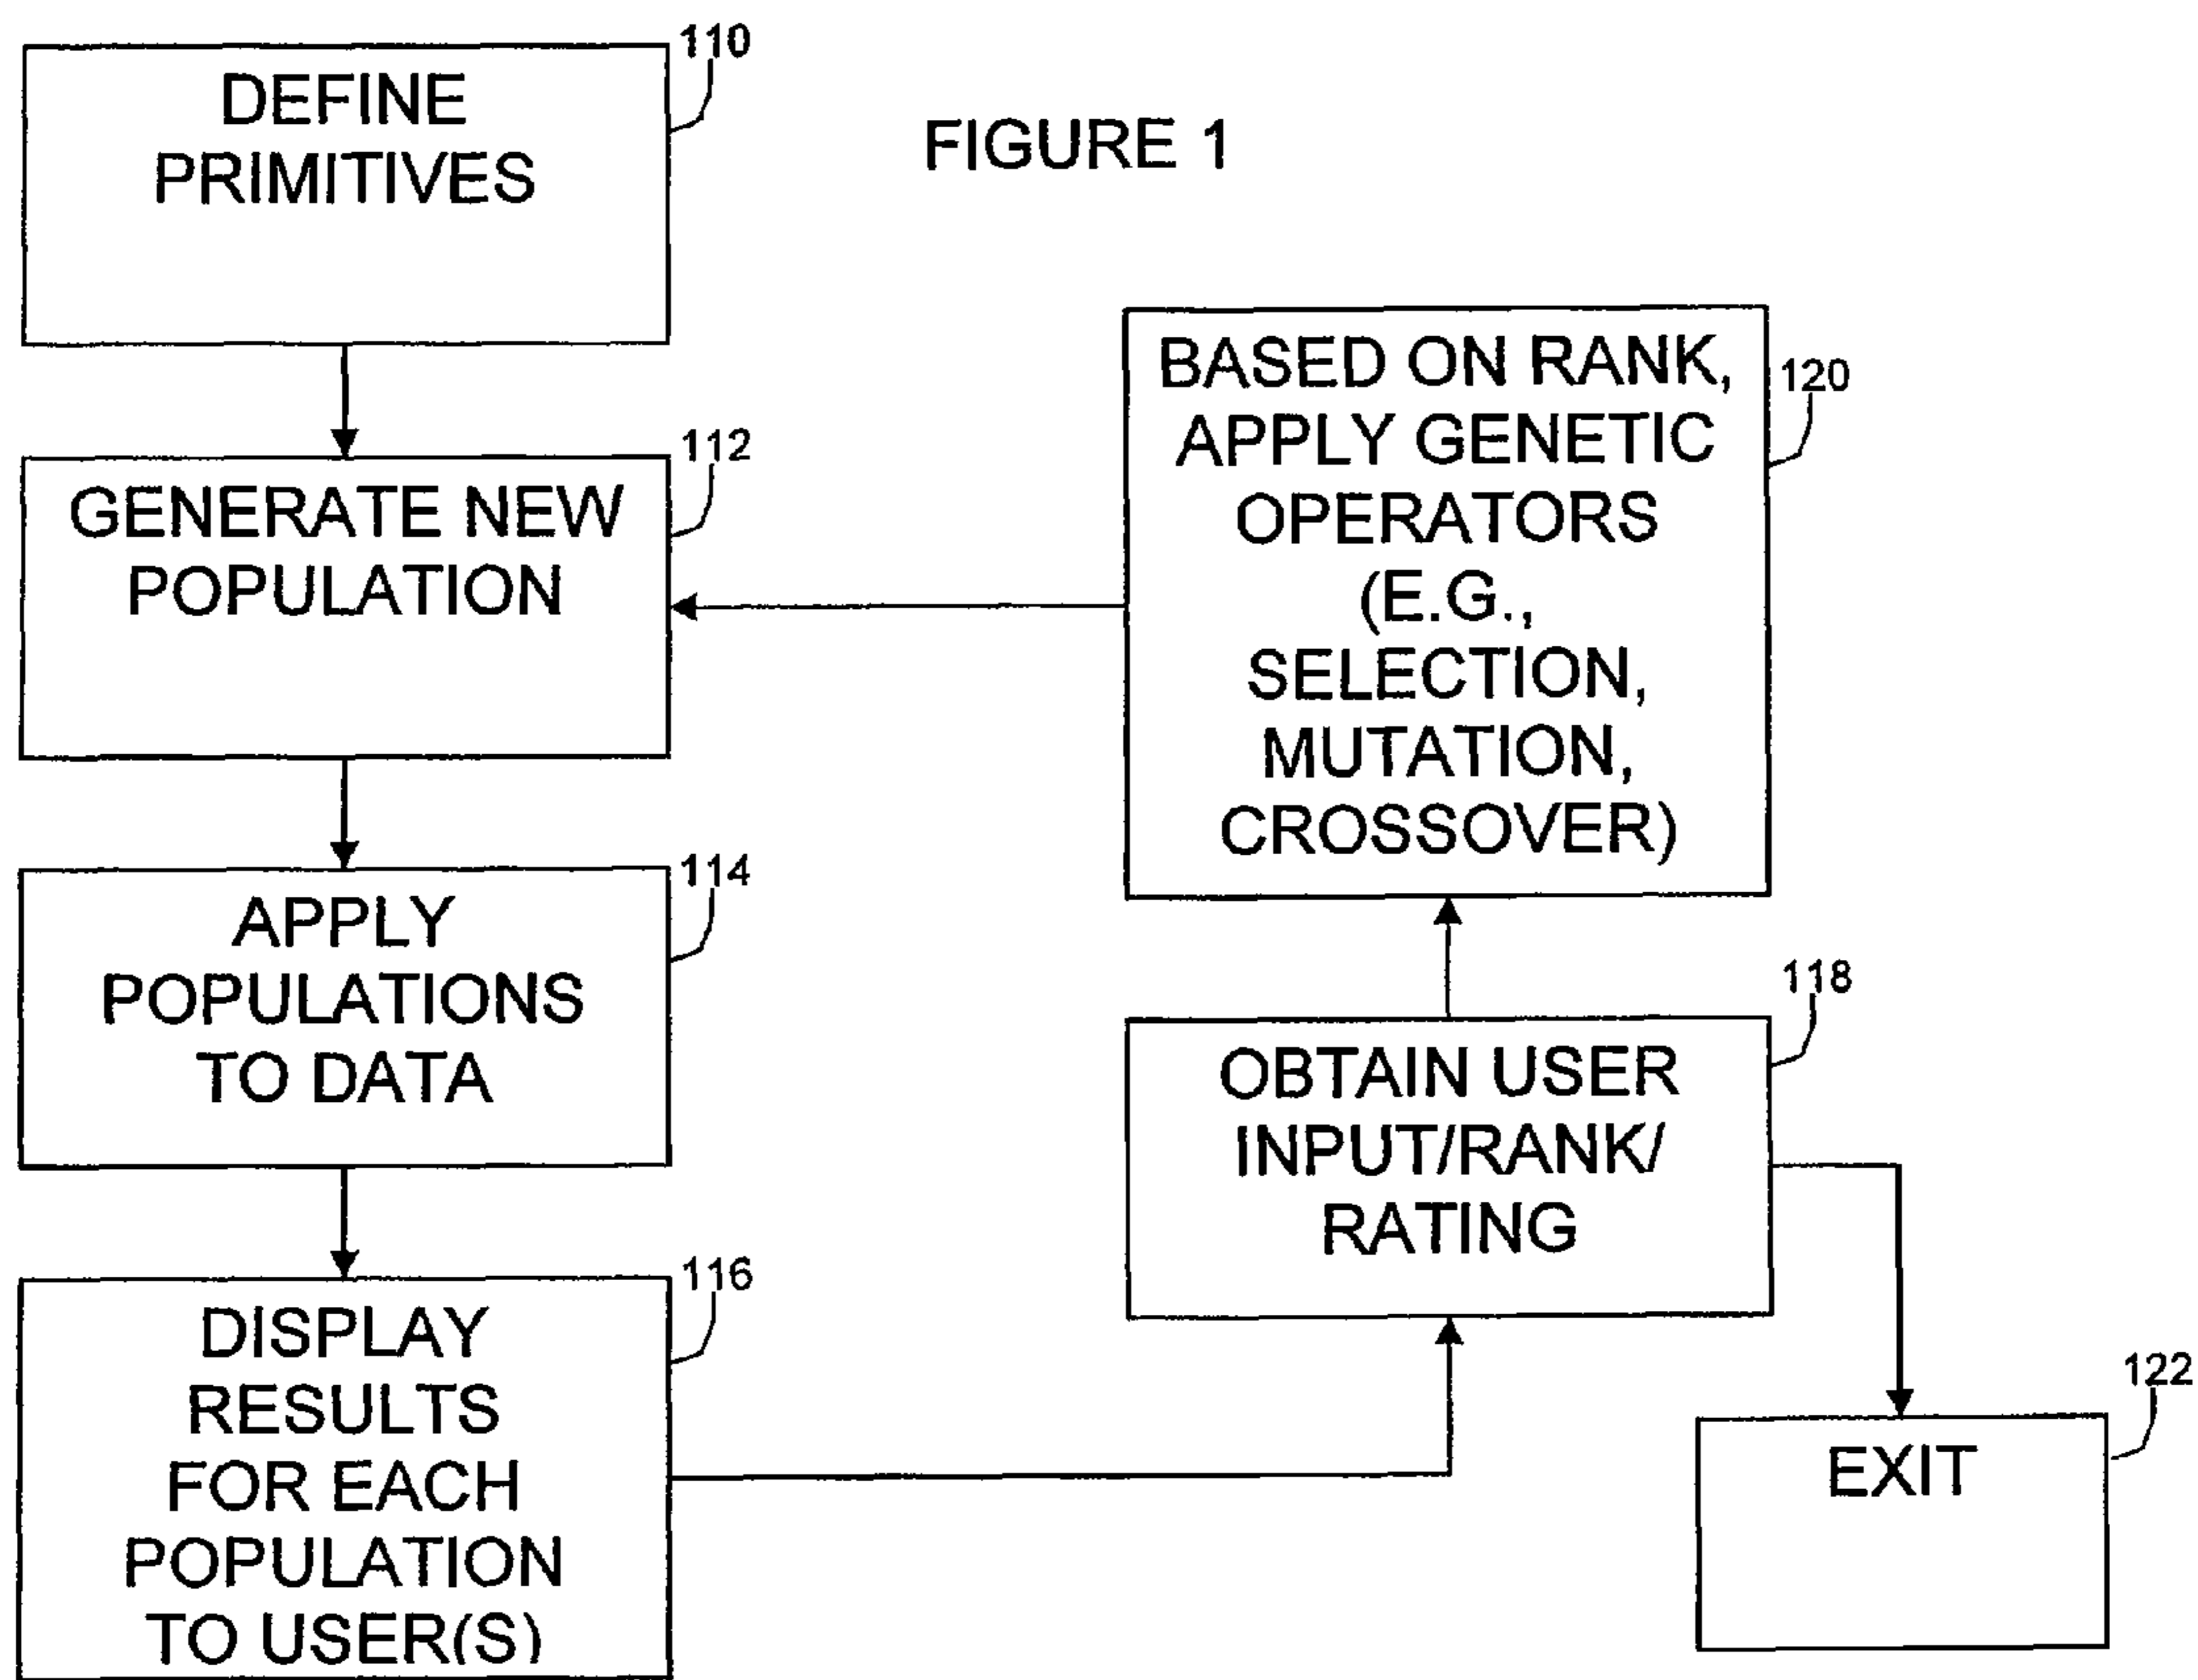 110
DEFINE
PRIMITIVES
FIGURE 1
112
GENERATE NEW
POPULATION
114
APPLY
POPULATIONS
TO DATA
116
DISPLAY
RESULTS
FOR EACH
POPULATION
TO USER(S)
118
OBTAIN USER
INPUT/RANK/
RATING
120
BASED ON RANK,
APPLY GENETIC
OPERATORS
(E.G.,
SELECTION,
MUTATION,
CROSSOVER)
122
EXIT